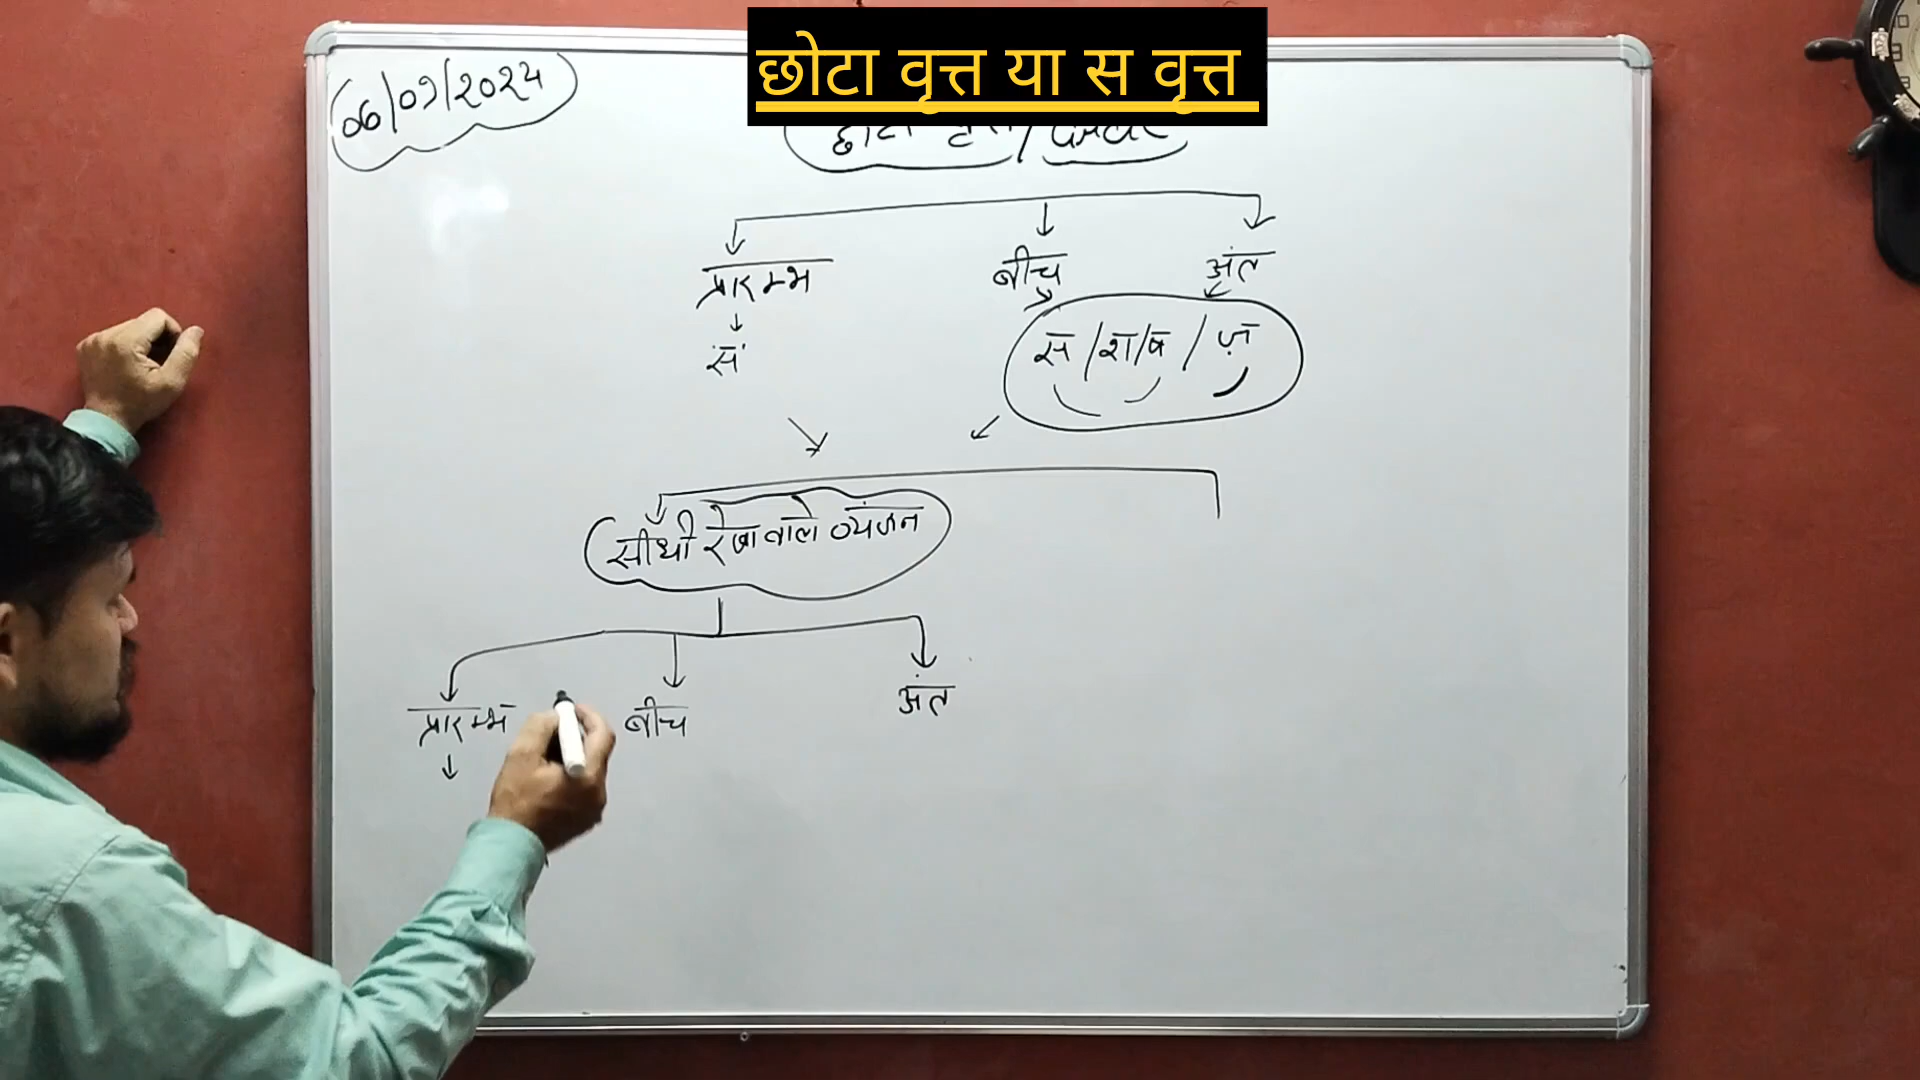 छोटा वृत्त या स वृत्त
06/09/2024
प्रारम्भ बीच अंत
स स / श / ष / ज़
सीधी रेखा वाले व्यंजन
प्रारम्भ बीच अंत